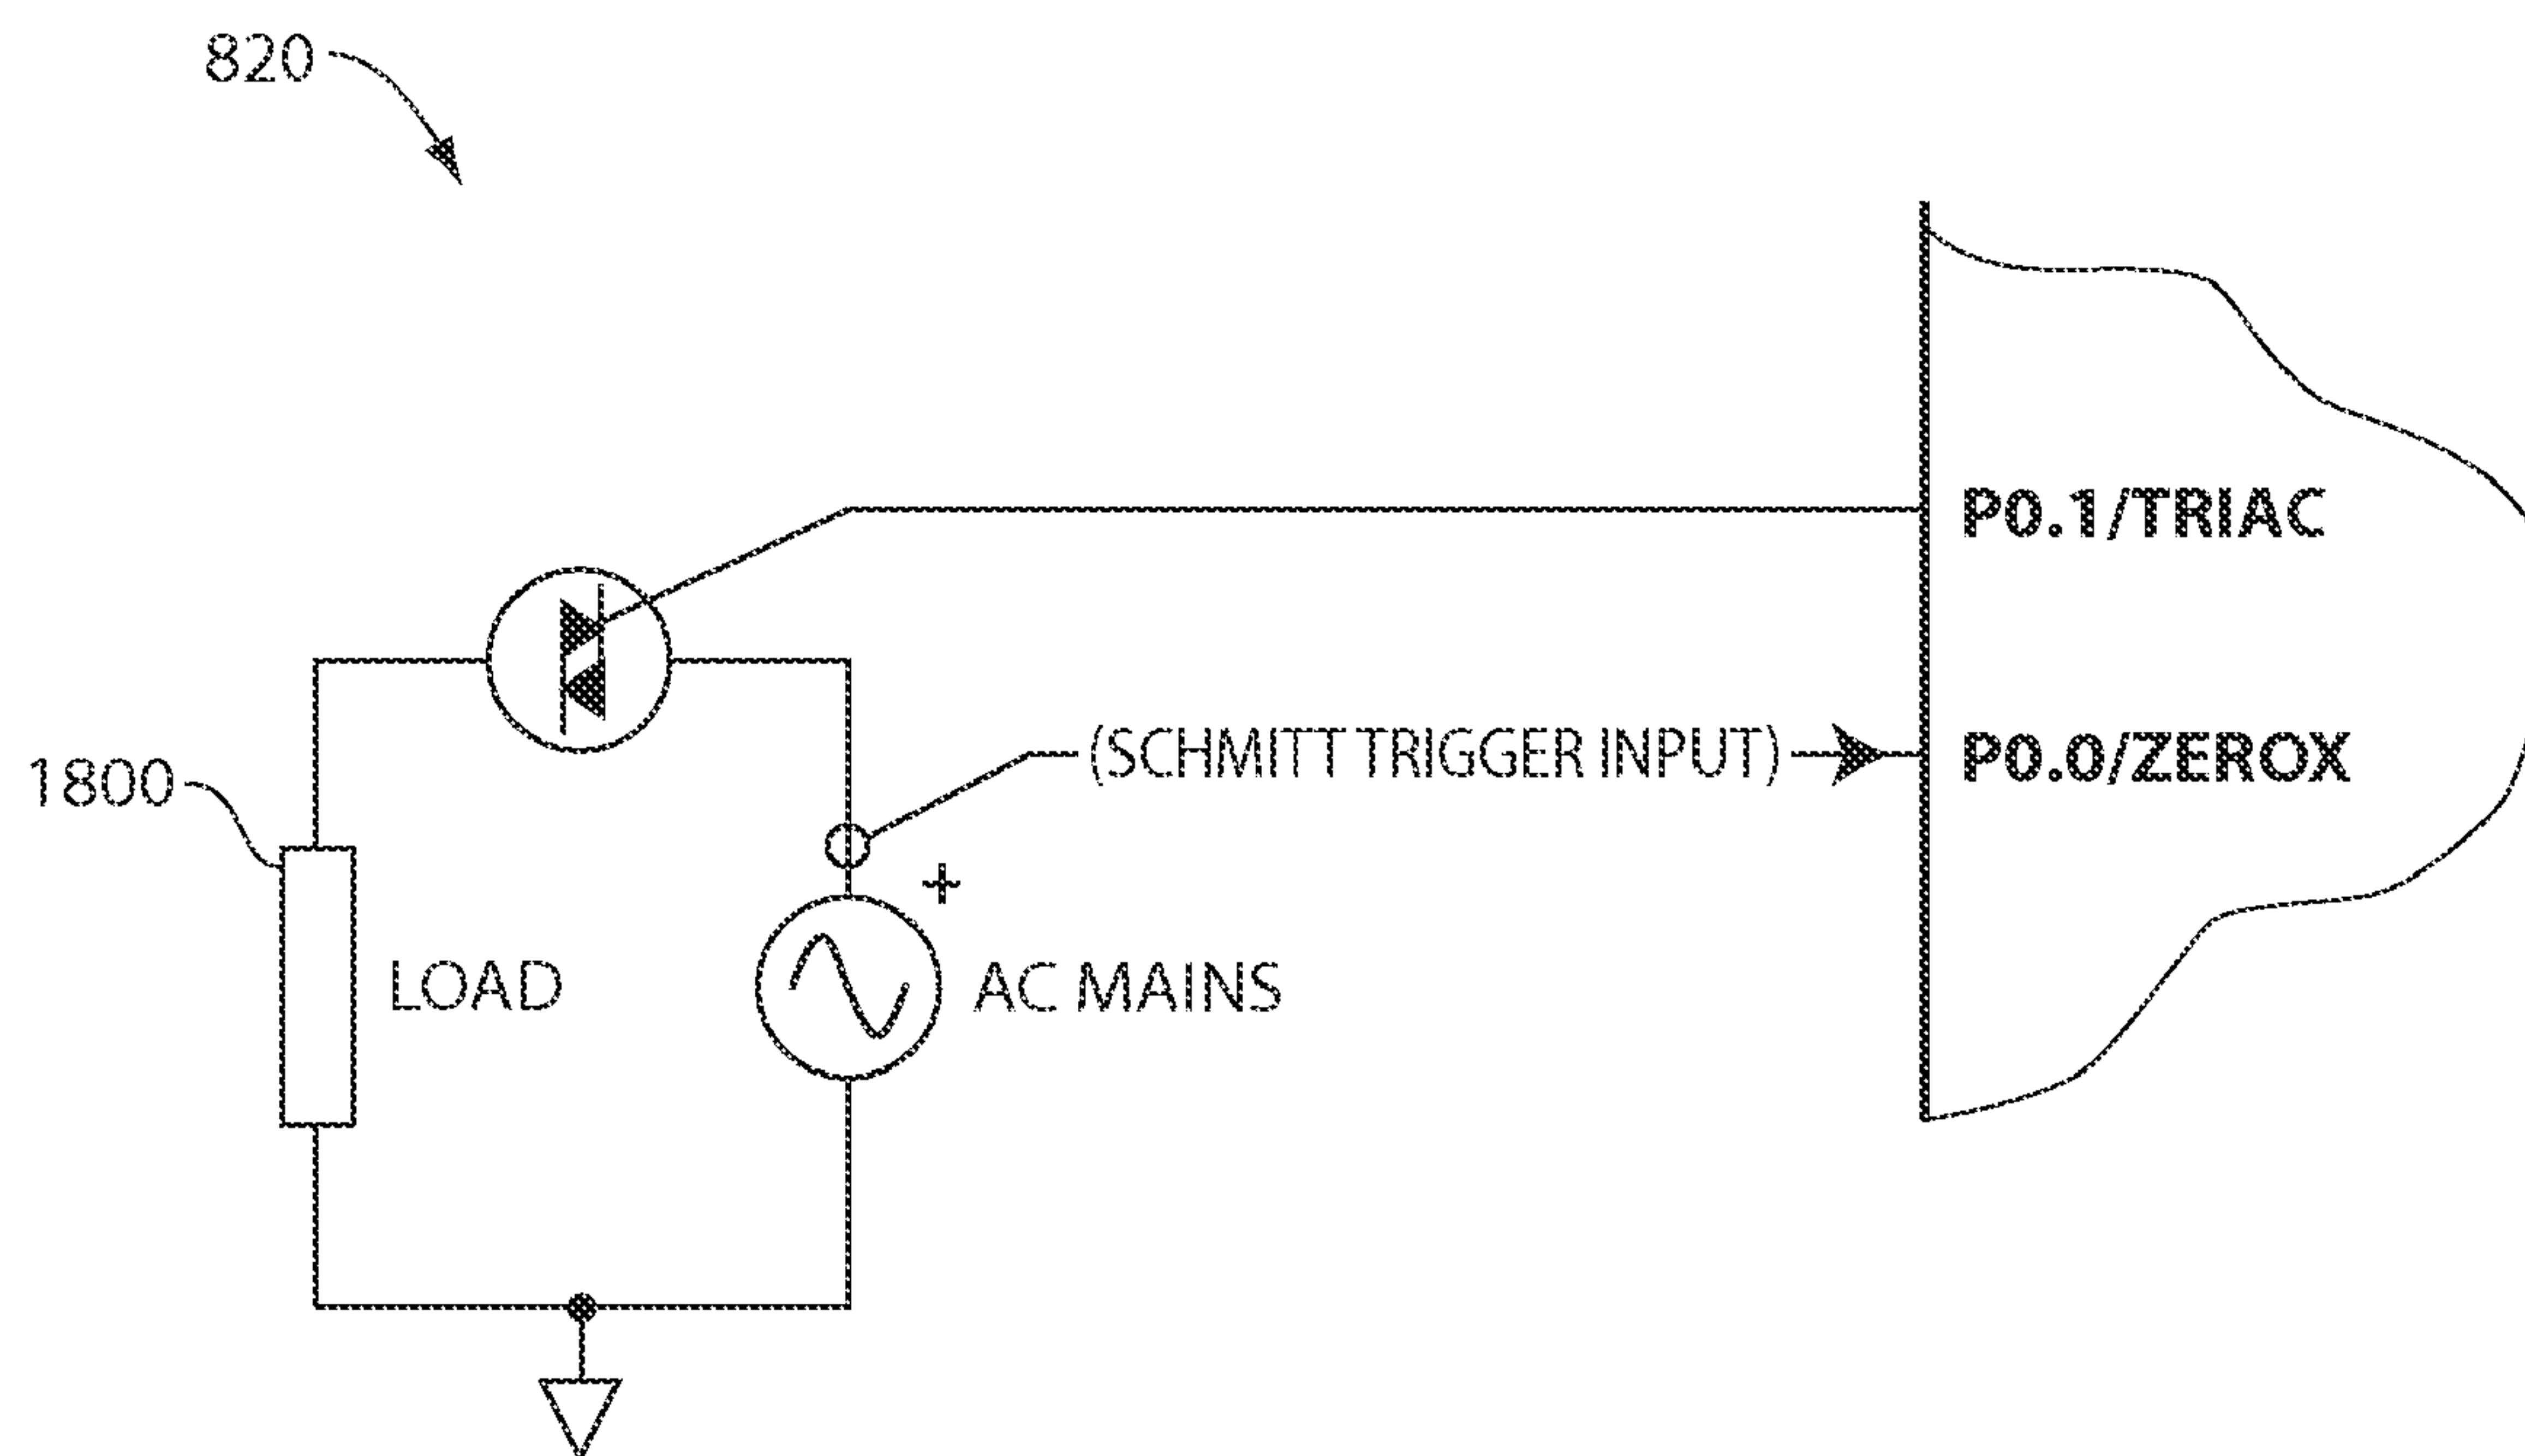 820
P0.1/TRIAC
(SCHMITT TRIGGER INPUT)
P0.0/ZEROX
1800
+
LOAD
AC MAINS